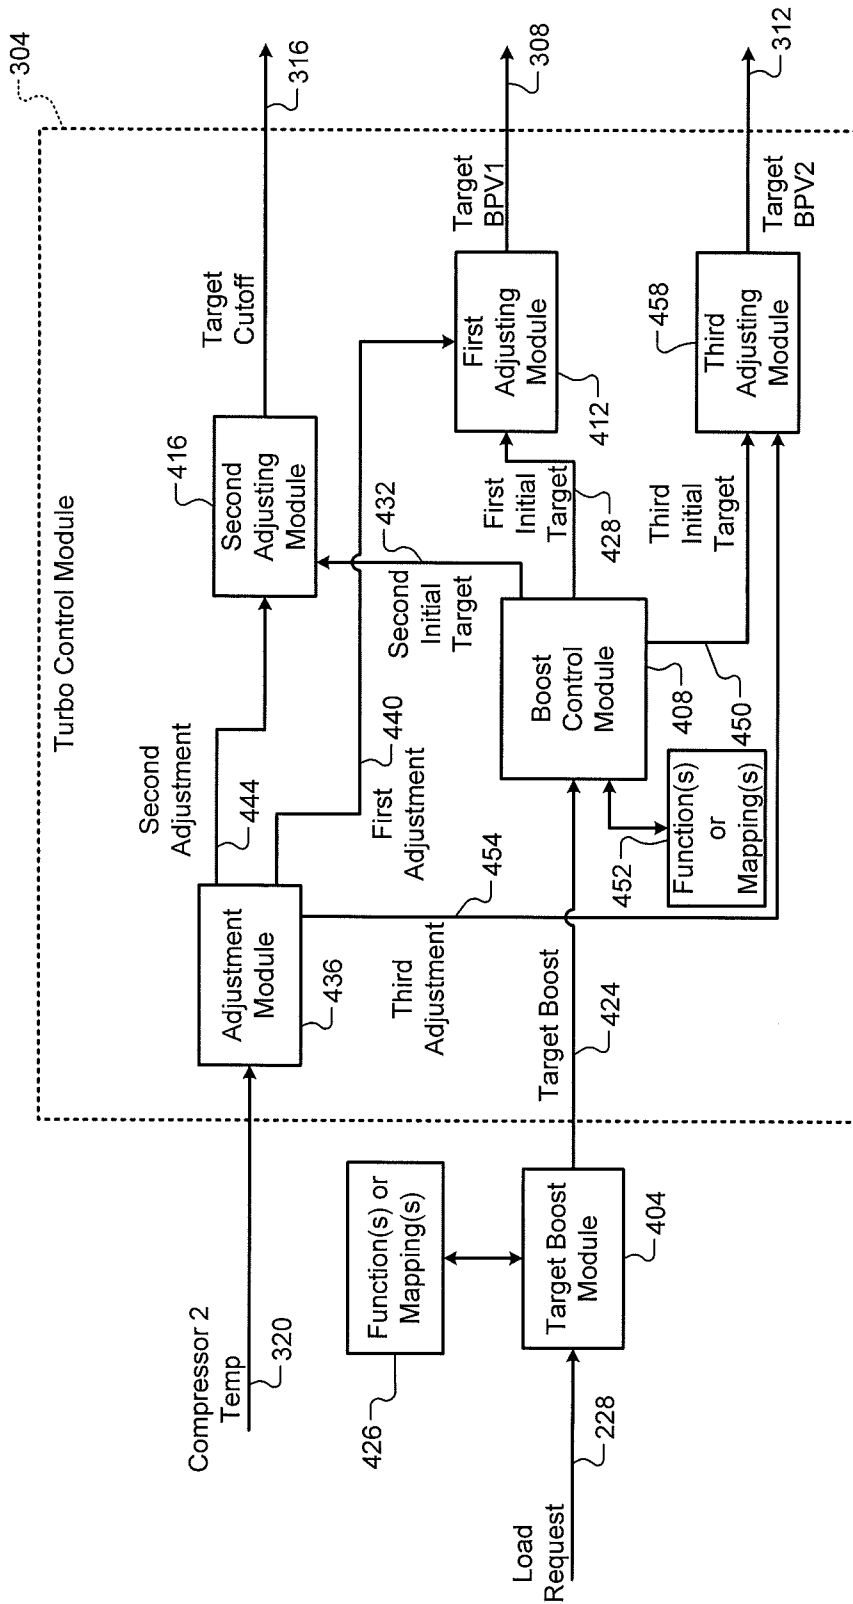 304
Turbo Control Module
Compressor 2
Temp
320
Adjustment
Module
436
Second
Adjustment
444
Second
Adjusting
Module
416
Target
Cutoff
316
First
Adjustment
440
Third
Adjustment
454
Second
Initial
Target
432
First
Adjusting
Module
412
Target
BPV1
308
Function(s) or
Mapping(s)
426
Load
Request
228
Target Boost
Module
404
Target Boost
424
Boost
Control
Module
408
First
Initial
Target
428
Function(s)
or
Mapping(s)
452
450
Third
Initial
Target
Third
Adjusting
Module
458
Target
BPV2
312